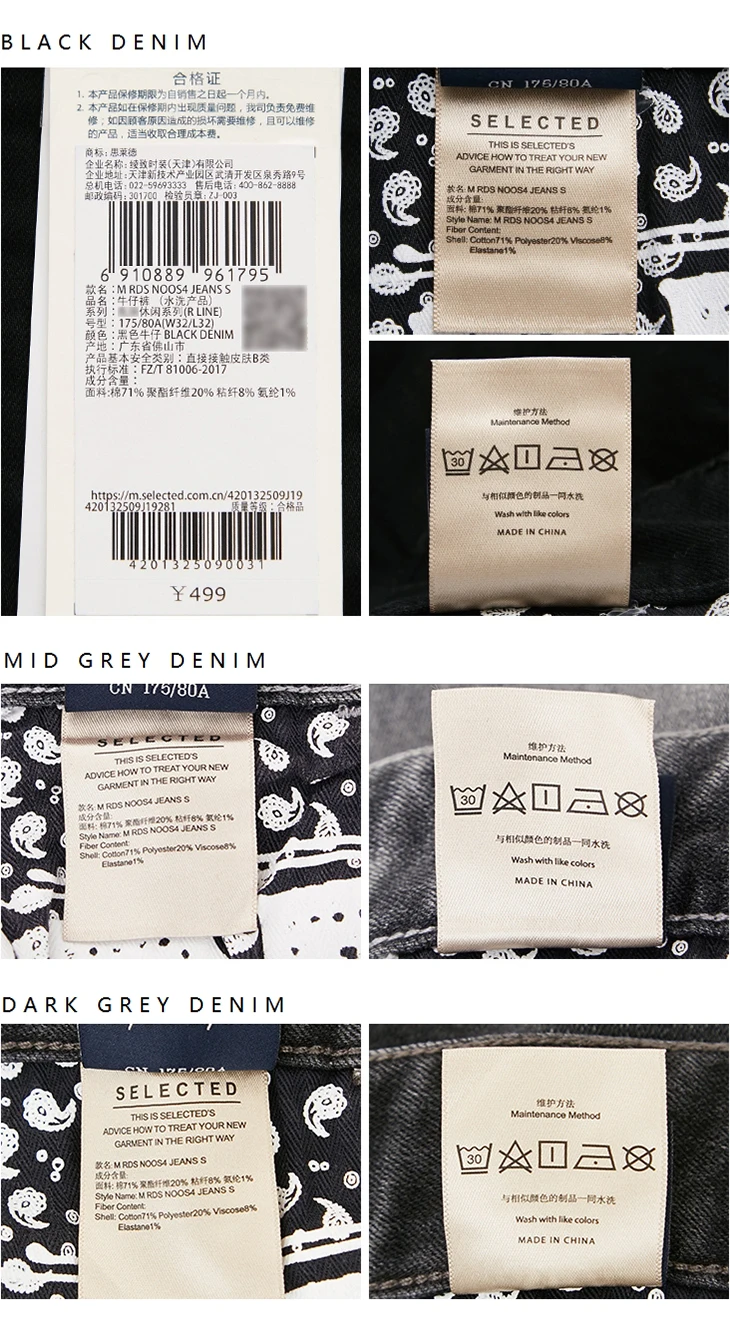 BLACK DENIM
合格证
1. 本产品保修期限为自销售之日起一个月内。
2. 本产品如在保修期内出现质量问题，我司负责免费维
修；如因顾客原因造成的损坏需要维修，且可以维修
的产品，适当收取合理成本费。
商标：思莱德
企业名称：绫致时装(天津)有限公司
企业地址：天津新技术产业园区武清开发区泉秀路9号
总机电话：022-59693333 售后电话：400-862-8888
邮政编码：301700 检验员章：ZJ-003
6 910889 961795
款名：M RDS NOOS4 JEANS S
品名：牛仔裤 （水洗产品）
系列：休闲系列(R LINE)
号型：175/80A(W32/L32)
颜色：黑色牛仔 BLACK DENIM
产地：广东省佛山市
产品基本安全类别：直接接触皮肤B类
执行标准：FZ/T 81006-2017
成分含量：
面料:棉71% 聚酯纤维20% 粘纤8% 氨纶1%
https://m.selected.com.cn/420132509J19
420132509J19281 质量等级：合格品
4201325090031
￥499
CN 175/80A
SELECTED
THIS IS SELECTED'S
ADVICE HOW TO TREAT YOUR NEW
GARMENT IN THE RIGHT WAY
款名: M RDS NOOS4 JEANS S
成分含量:
面料: 棉71% 聚酯纤维20% 粘纤8% 氨纶1%
Style Name: M RDS NOOS4 JEANS S
Fiber Content:
Shell: Cotton71% Polyester20% Viscose8%
Elastane1%
维护方法
Maintenance Method
30
与相似颜色的制品一同水洗
Wash with like colors
MADE IN CHINA
MID GREY DENIM
CN 175/80A
SELECTED
THIS IS SELECTED'S
ADVICE HOW TO TREAT YOUR NEW
GARMENT IN THE RIGHT WAY
款名: M RDS NOOS4 JEANS S
成分含量:
面料: 棉71% 聚酯纤维20% 粘纤8% 氨纶1%
Style Name: M RDS NOOS4 JEANS S
Fiber Content:
Shell: Cotton71% Polyester20% Viscose8%
Elastane1%
维护方法
Maintenance Method
30
与相似颜色的制品一同水洗
Wash with like colors
MADE IN CHINA
DARK GREY DENIM
CN 175/80A
SELECTED
THIS IS SELECTED'S
ADVICE HOW TO TREAT YOUR NEW
GARMENT IN THE RIGHT WAY
款名: M RDS NOOS4 JEANS S
成分含量:
面料: 棉71% 聚酯纤维20% 粘纤8% 氨纶1%
Style Name: M RDS NOOS4 JEANS S
Fiber Content:
Shell: Cotton71% Polyester20% Viscose8%
Elastane1%
维护方法
Maintenance Method
30
与相似颜色的制品一同水洗
Wash with like colors
MADE IN CHINA